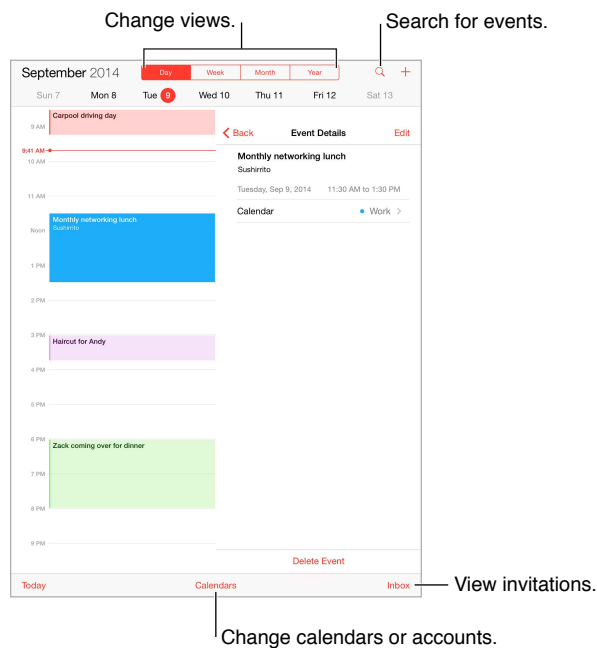 Change views.
Search for events.
September 2014
Day
Week
Month
Year
Sun 7
Mon 8
Tue 9
Wed 10
Thu 11
Fri 12
Sat 13
9 AM
Carpool driving day
9:41 AM
10 AM
11 AM
Noon
Monthly networking lunch
Sushirrito
1 PM
2 PM
3 PM
Haircut for Andy
4 PM
5 PM
6 PM
Zack coming over for dinner
7 PM
8 PM
9 PM
Back
Event Details
Edit
Monthly networking lunch
Sushirrito
Tuesday, Sep 9, 2014 11:30 AM to 1:30 PM
Calendar
Work
Delete Event
Today
Calendars
Inbox
View invitations.
Change calendars or accounts.